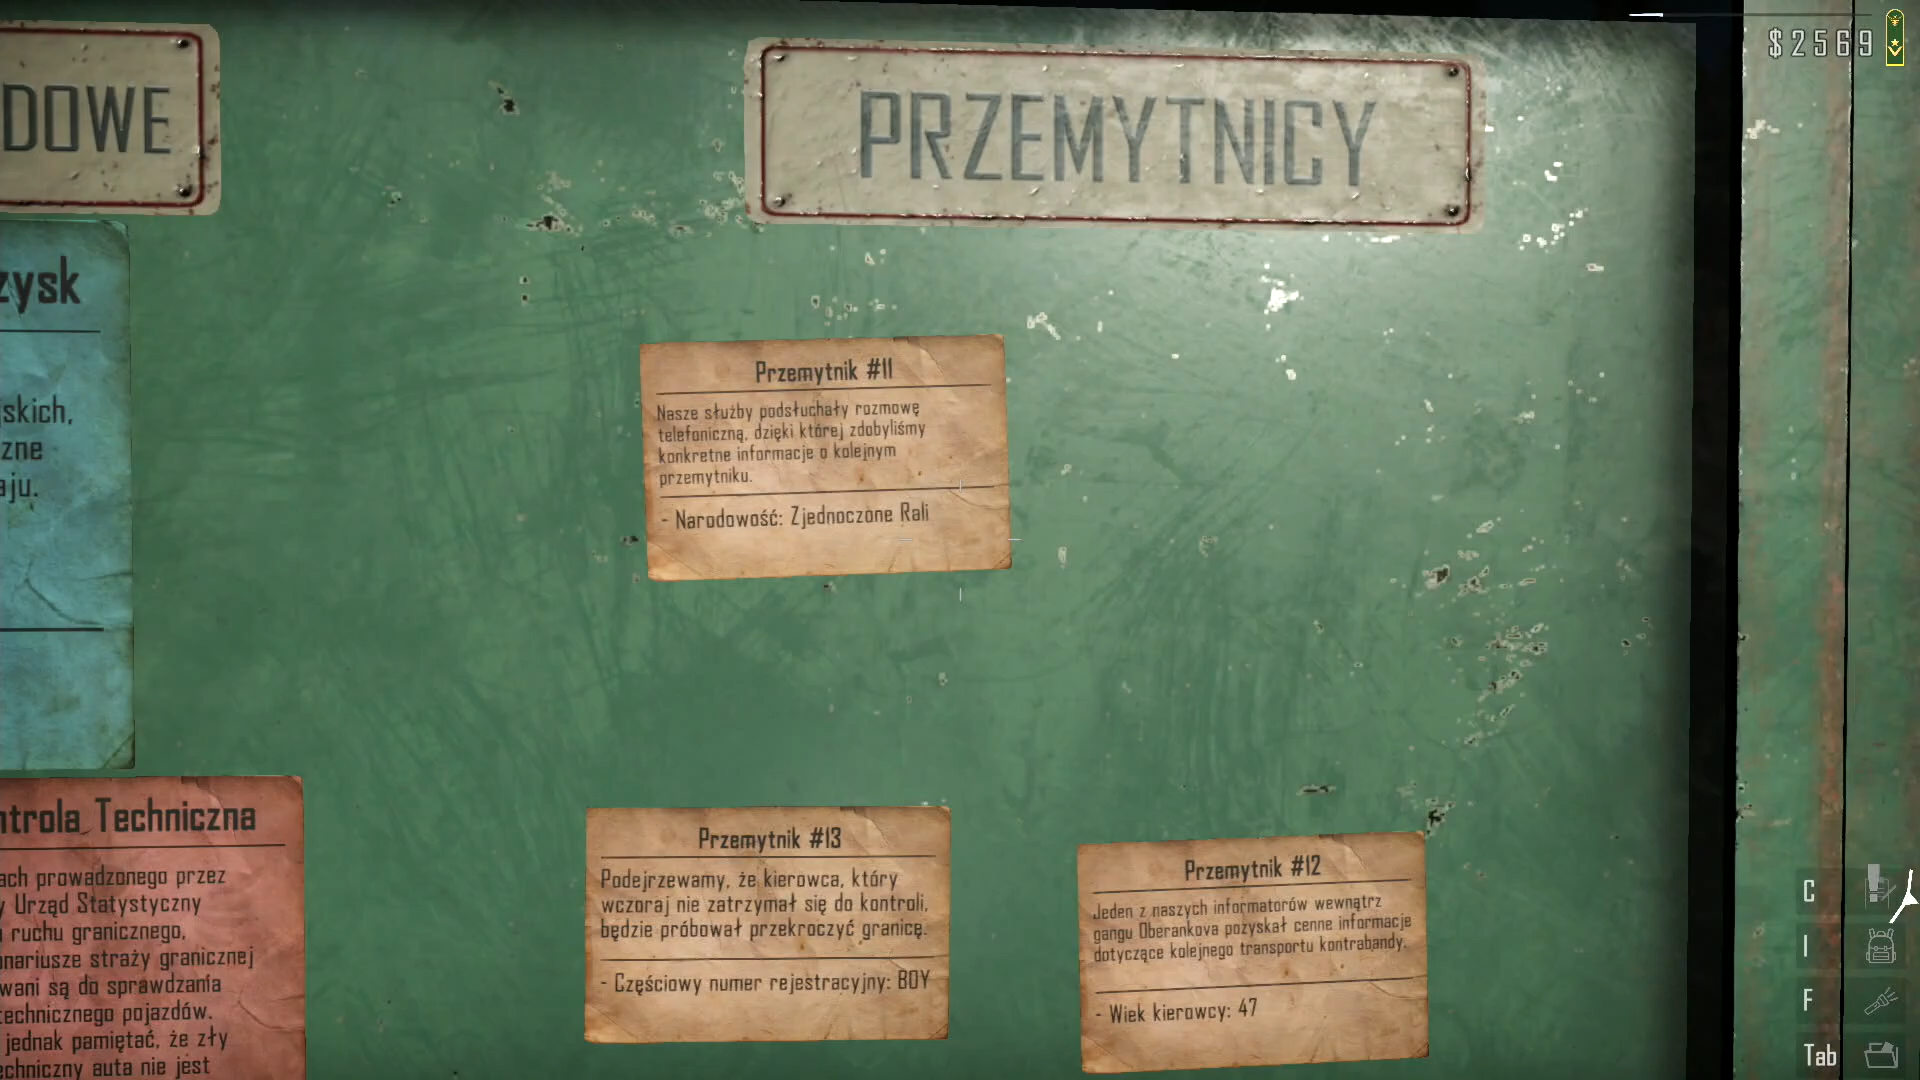 DOWE
PRZEMYTNICY
$2569
zysk
jskich,
zne
aju.
Przemytnik #11
Nasze służby podsłuchały rozmowę
telefoniczną, dzięki której zdobyliśmy
konkretne informacje o kolejnym
przemytniku.
- Narodowość: Zjednoczone Rali
ntrola Techniczna
ach prowadzonego przez
y Urząd Statystyczny
ruchu granicznego,
nariusze straży granicznej
wani są do sprawdzania
technicznego pojazdów.
jednak pamiętać, że zły
echniczny auta nie jest
Przemytnik #13
Podejrzewamy, że kierowca, który
wczoraj nie zatrzymał się do kontroli,
będzie próbował przekroczyć granicę.
- Częściowy numer rejestracyjny: BOY
Przemytnik #12
Jeden z naszych informatorów wewnątrz
gangu Oberankova pozyskał cenne informacje
dotyczące kolejnego transportu kontrabandy.
- Wiek kierowcy: 47
C
I
F
Tab